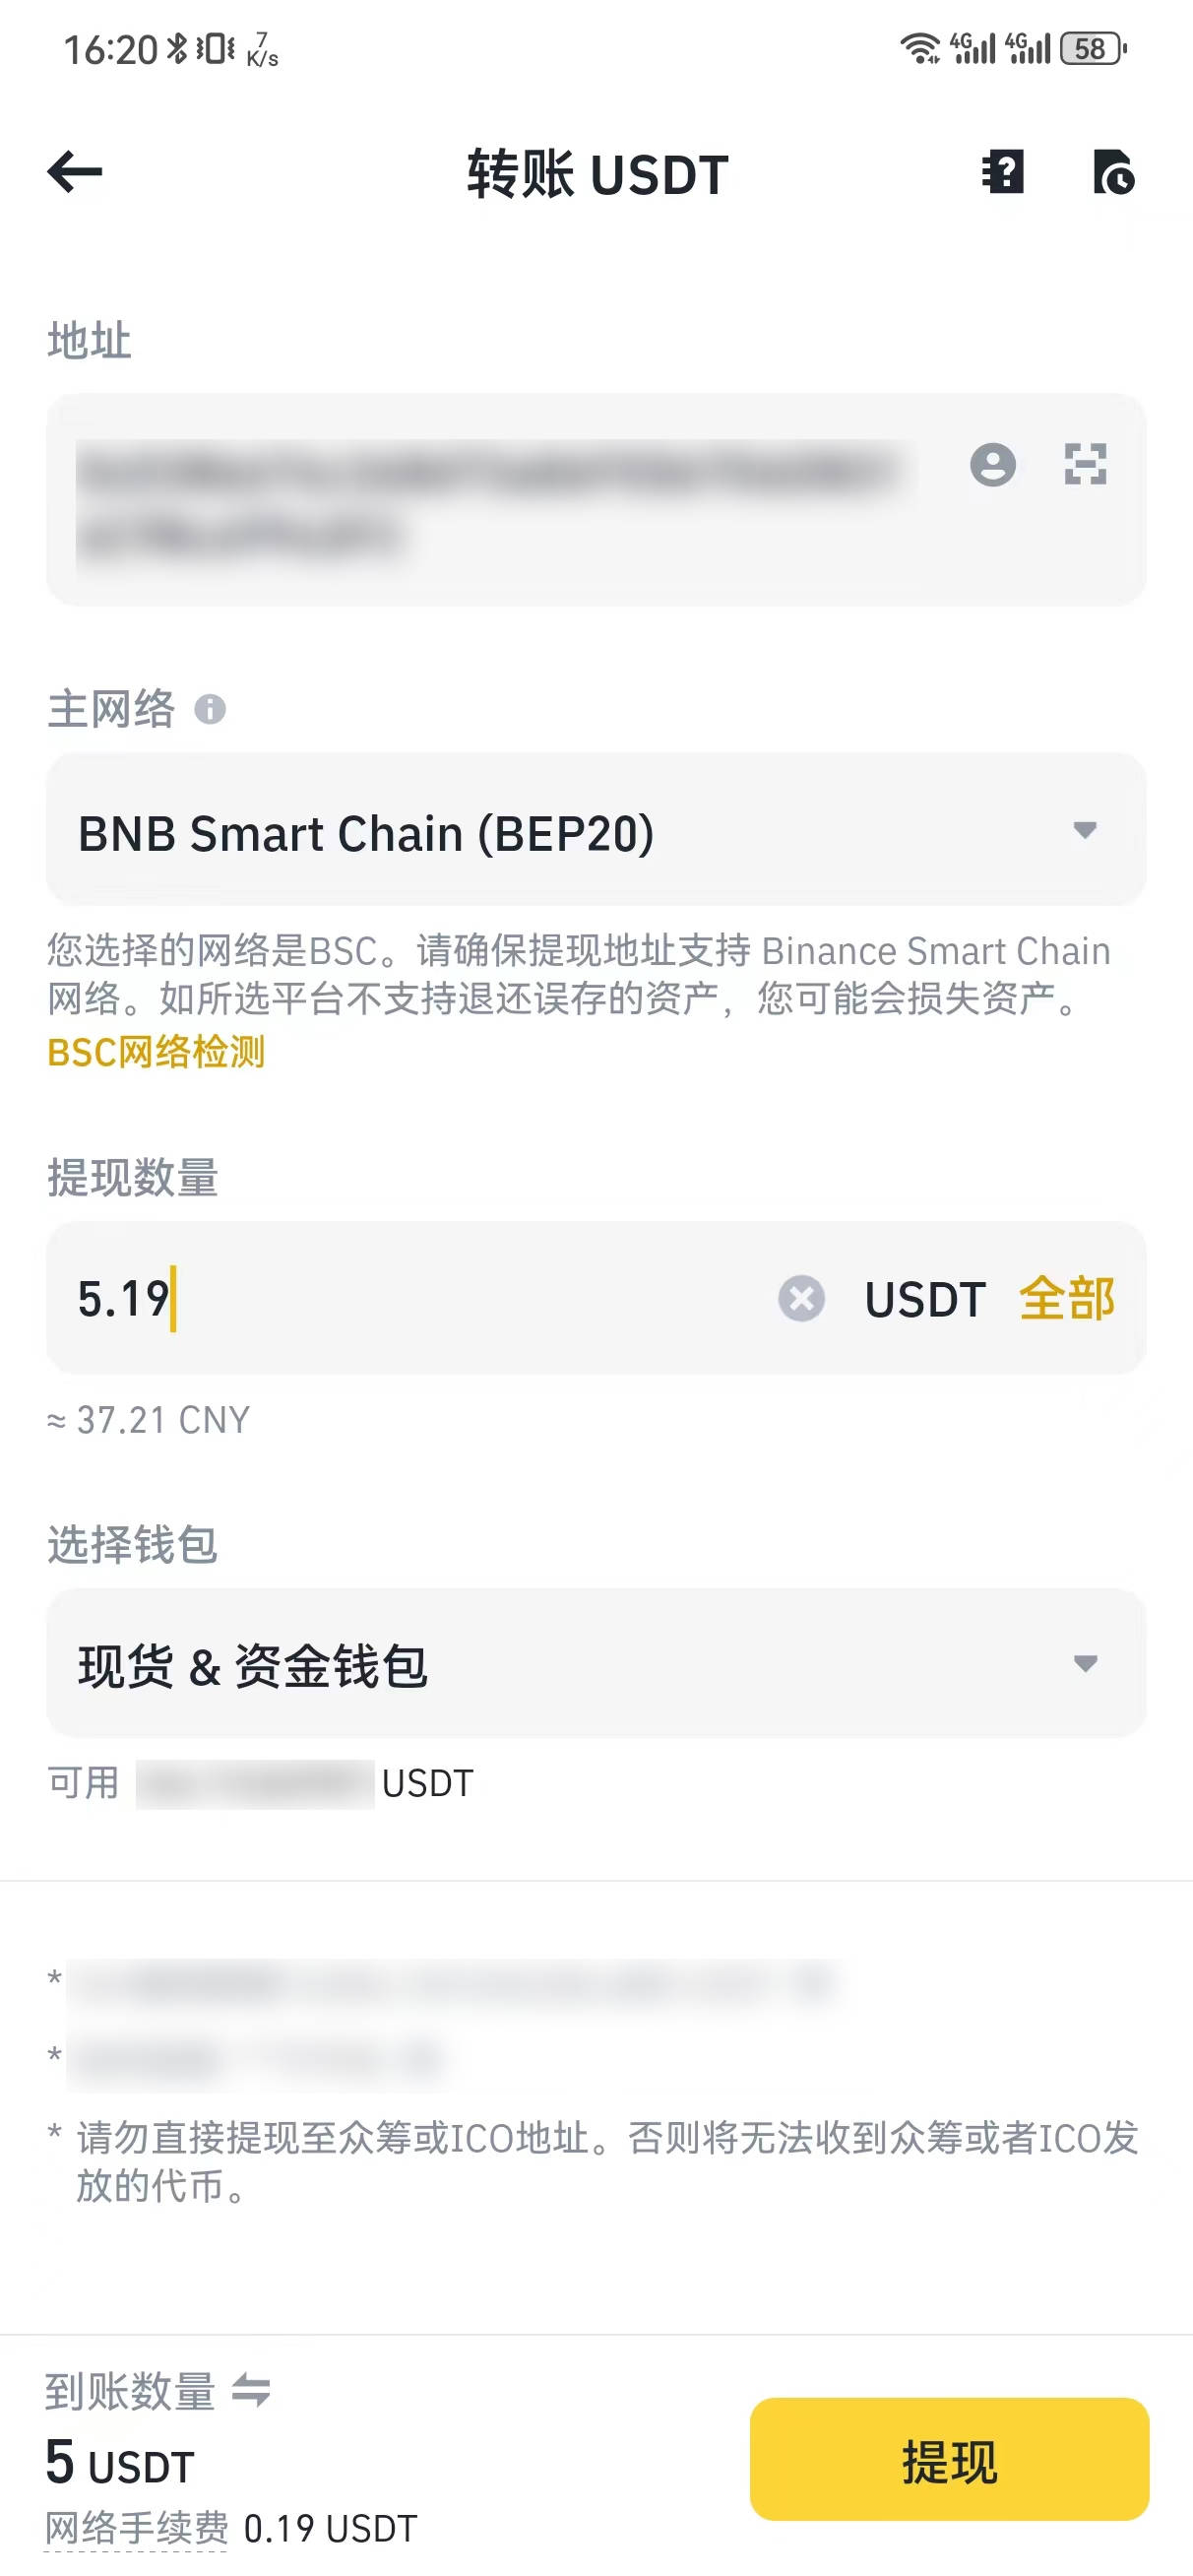 16:20 7 K/s 4G 4G 58
转账 USDT
地址
主网络
BNB Smart Chain (BEP20)
您选择的网络是BSC。请确保提现地址支持 Binance Smart Chain
网络。如所选平台不支持退还误存的资产，您可能会损失资产。
BSC网络检测
提现数量
5.19 USDT 全部
≈ 37.21 CNY
选择钱包
现货 & 资金钱包
可用 USDT
*
*
* 请勿直接提现至众筹或ICO地址。否则将无法收到众筹或者ICO发
放的代币。
到账数量
5 USDT
网络手续费 0.19 USDT
提现